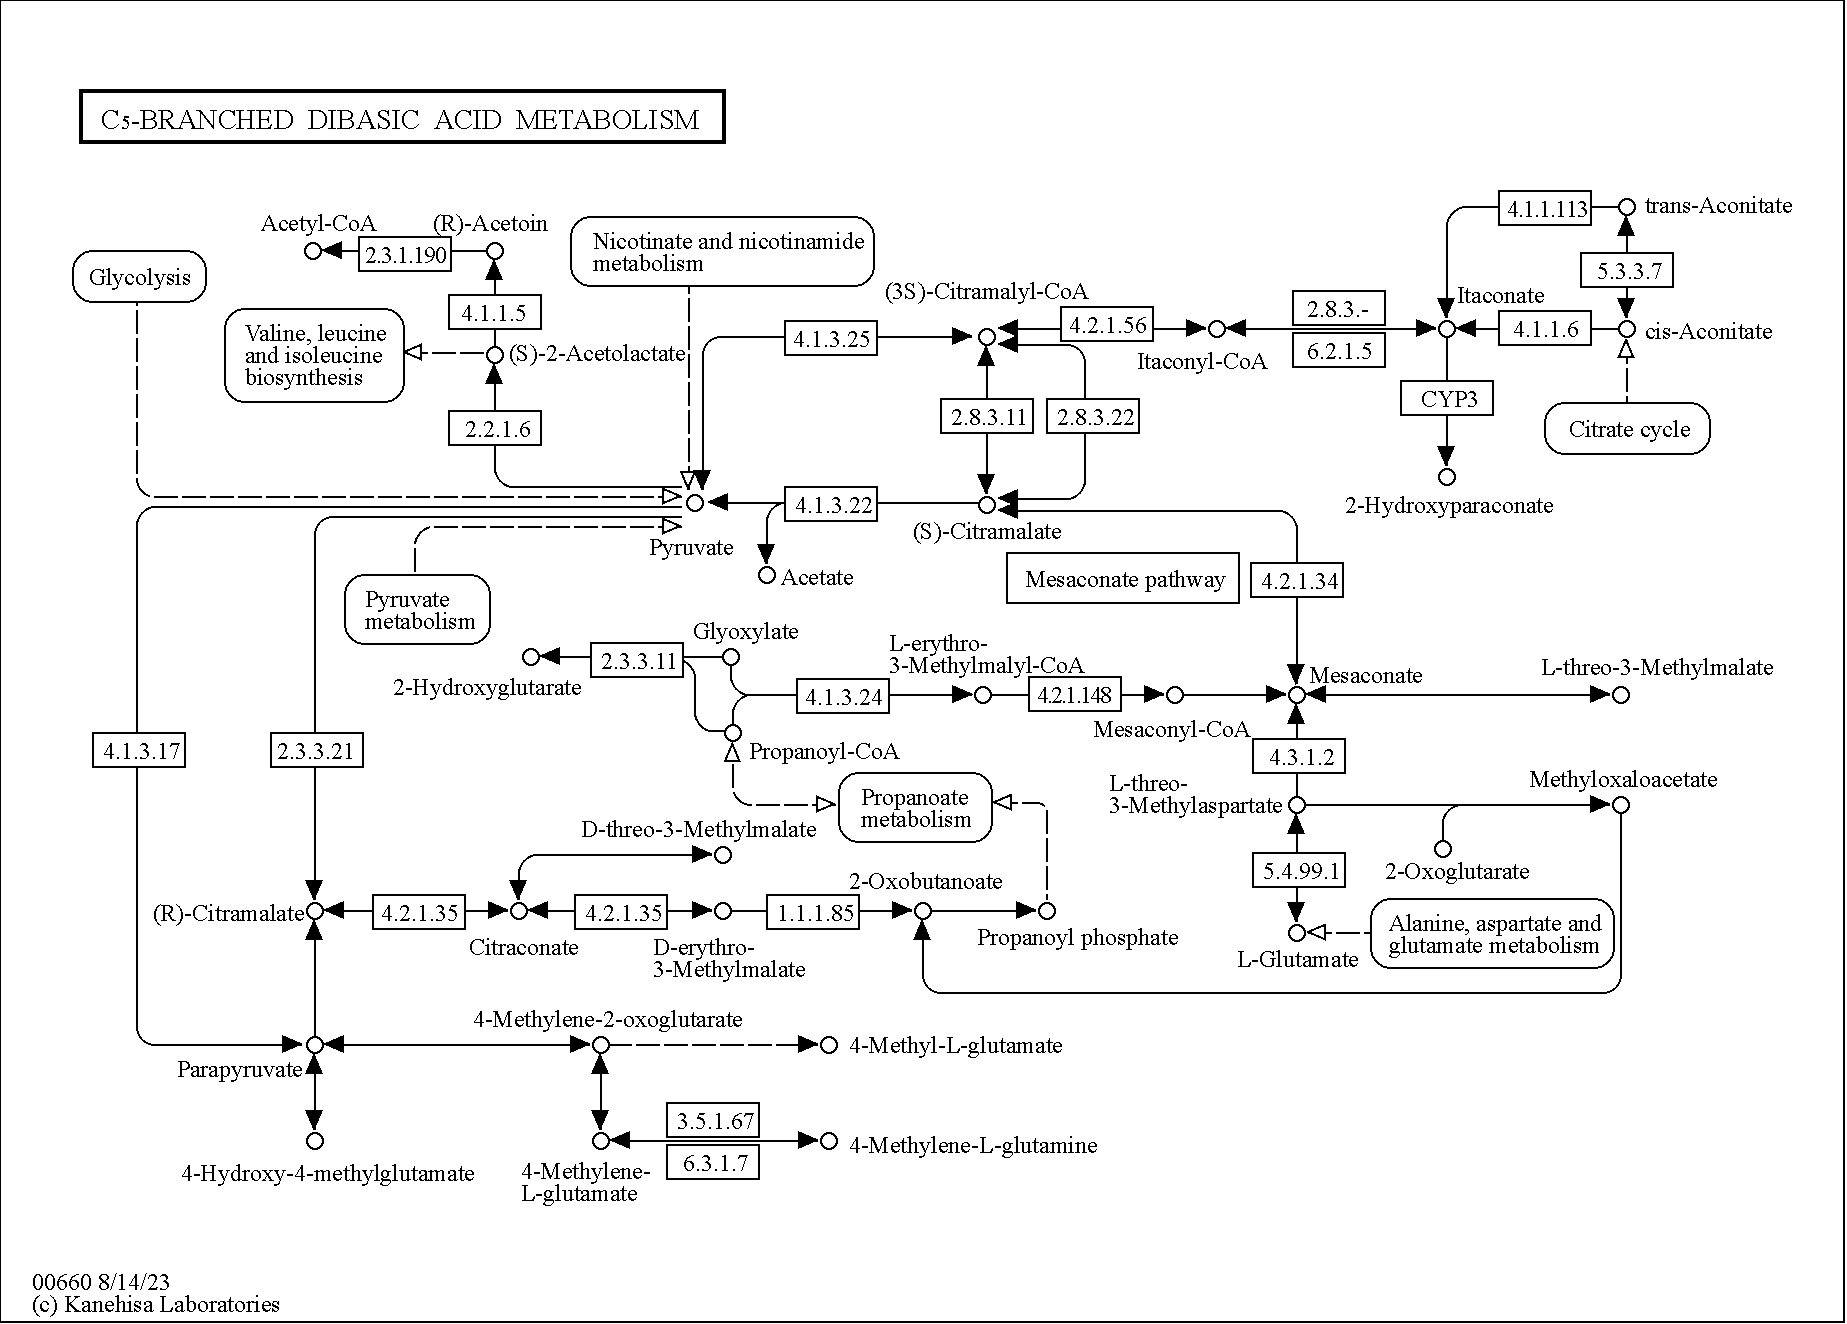 C5-BRANCHED DIBASIC ACID METABOLISM
4.1.1.113
trans-Aconitate
Acetyl-CoA
(R)-Acetoin
2.3.1.190
Nicotinate and nicotinamide
metabolism
Glycolysis
5.3.3.7
(3S)-Citramalyl-CoA
Itaconate
4.1.1.5
2.8.3.-
4.2.1.56
4.1.1.6
cis-Aconitate
Valine, leucine
and isoleucine
biosynthesis
(S)-2-Acetolactate
4.1.3.25
Itaconyl-CoA
6.2.1.5
CYP3
2.2.1.6
2.8.3.11
2.8.3.22
Citrate cycle
4.1.3.22
2-Hydroxyparaconate
(S)-Citramalate
Pyruvate
Acetate
Mesaconate pathway
4.2.1.34
Pyruvate
metabolism
Glyoxylate
L-erythro-
3-Methylmalyl-CoA
2.3.3.11
2-Hydroxyglutarate
Mesaconate
L-threo-3-Methylmalate
4.1.3.24
4.2.1.148
Mesaconyl-CoA
4.1.3.17
2.3.3.21
Propanoyl-CoA
4.3.1.2
L-threo-
3-Methylaspartate
Methyloxaloacetate
Propanoate
metabolism
D-threo-3-Methylmalate
5.4.99.1
2-Oxoglutarate
2-Oxobutanoate
(R)-Citramalate
4.2.1.35
4.2.1.35
1.1.1.85
Citraconate
D-erythro-
3-Methylmalate
Propanoyl phosphate
Alanine, aspartate and
glutamate metabolism
L-Glutamate
4-Methylene-2-oxoglutarate
4-Methyl-L-glutamate
Parapyruvate
3.5.1.67
4-Methylene-L-glutamine
6.3.1.7
4-Hydroxy-4-methylglutamate
4-Methylene-
L-glutamate
00660 8/14/23
(c) Kanehisa Laboratories